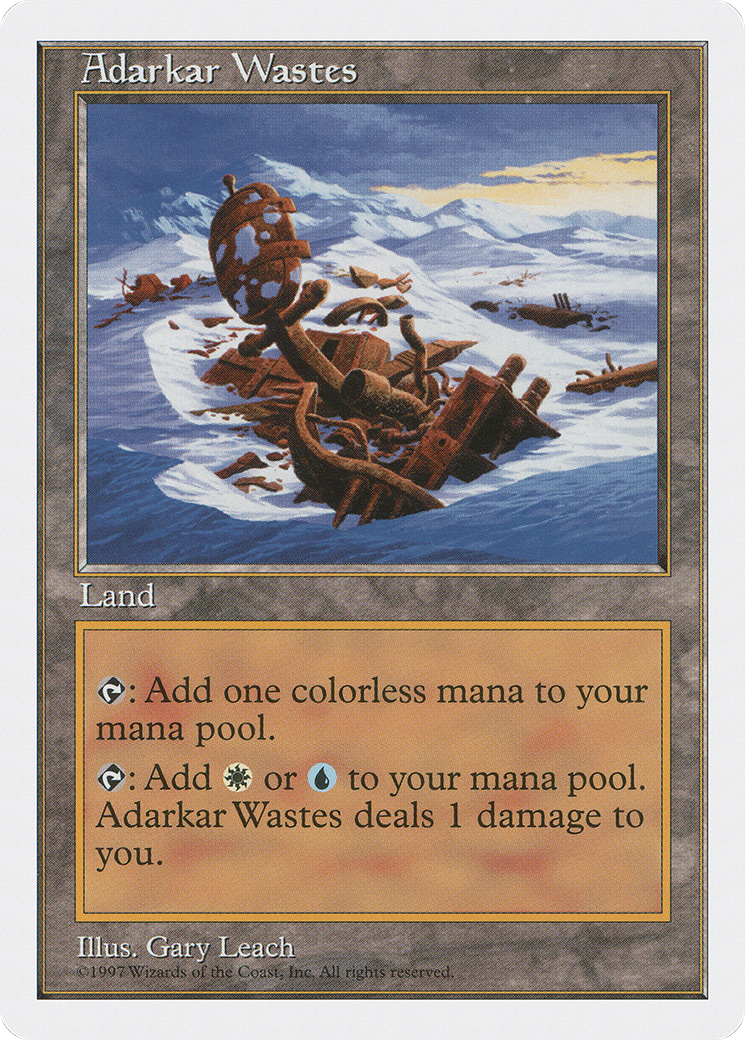 Adarkar Wastes
Land
: Add one colorless mana to your
mana pool.
: Add or to your mana pool.
Adarkar Wastes deals 1 damage to
you.
Illus. Gary Leach
©1997 Wizards of the Coast, Inc. All rights reserved.